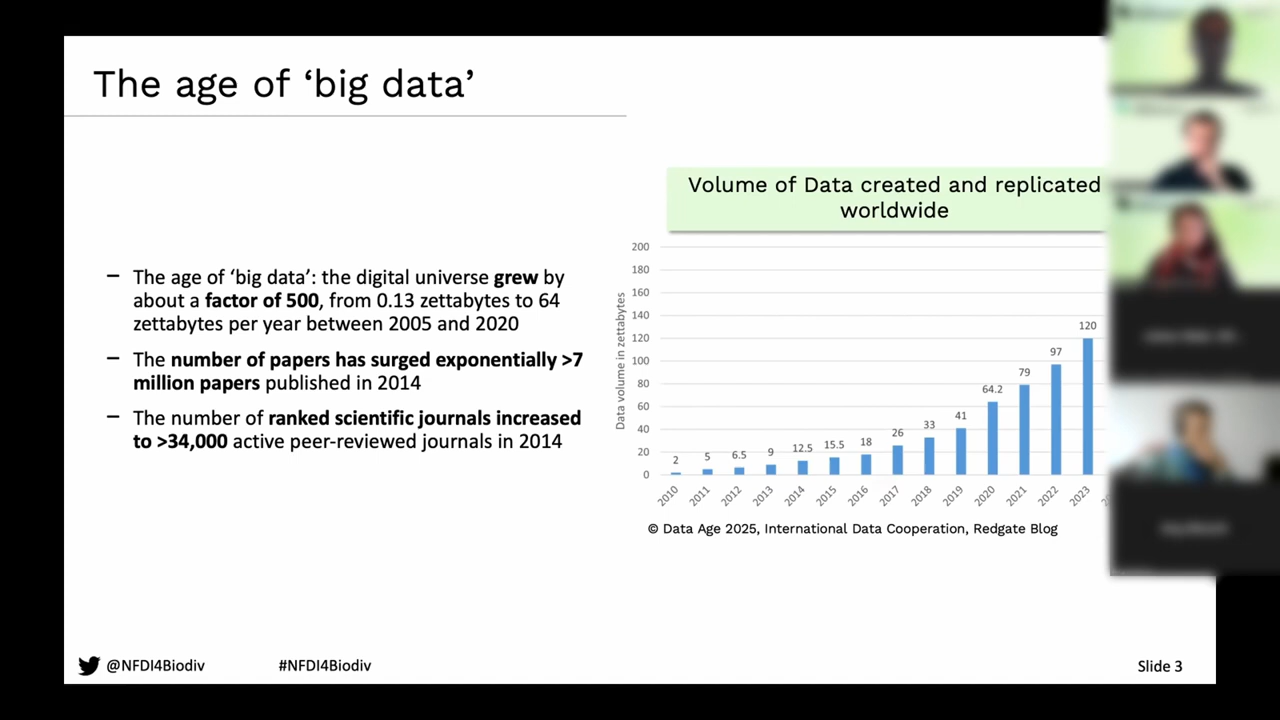 The age of ‘big data’
Volume of Data created and replicated
worldwide
– The age of ‘big data’: the digital universe grew by
about a factor of 500, from 0.13 zettabytes to 64
zettabytes per year between 2005 and 2020
– The number of papers has surged exponentially >7
million papers published in 2014
– The number of ranked scientific journals increased
to >34,000 active peer-reviewed journals in 2014
Data volume in zettabytes
200
180
160
140
120
100
80
60
40
20
0
2 5 6.5 9 12.5 15.5 18 26 33 41 64.2 79 97 120
2010 2011 2012 2013 2014 2015 2016 2017 2018 2019 2020 2021 2022 2023
© Data Age 2025, International Data Cooperation, Redgate Blog
@NFDI4Biodiv #NFDI4Biodiv Slide 3